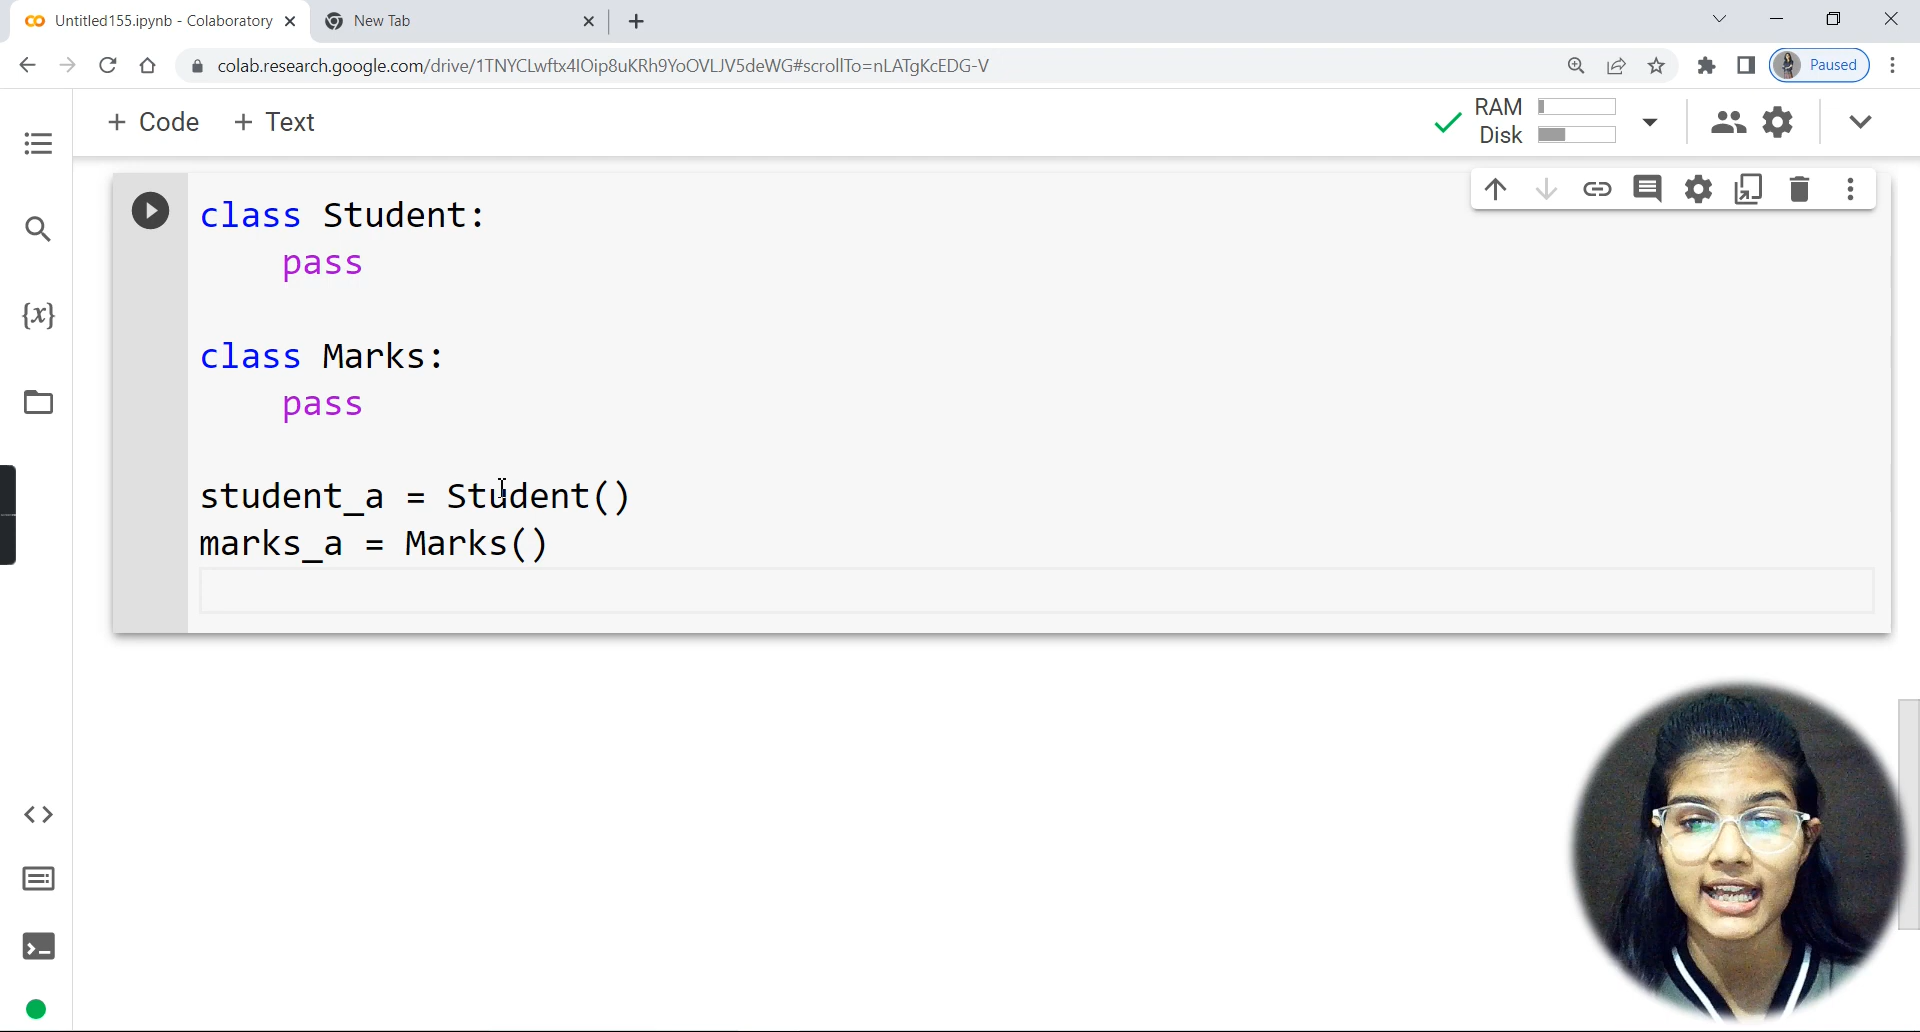 Untitled155.ipynb - Colaboratory
New Tab
colab.research.google.com/drive/1TNYCLwftx4IOip8uKRh9YoOVLJV5deWG#scrollTo=nLATgKcEDG-V
Paused
+ Code + Text
RAM
Disk
class Student:
    pass
{x}
class Marks:
    pass
student_a = Student()
marks_a = Marks()